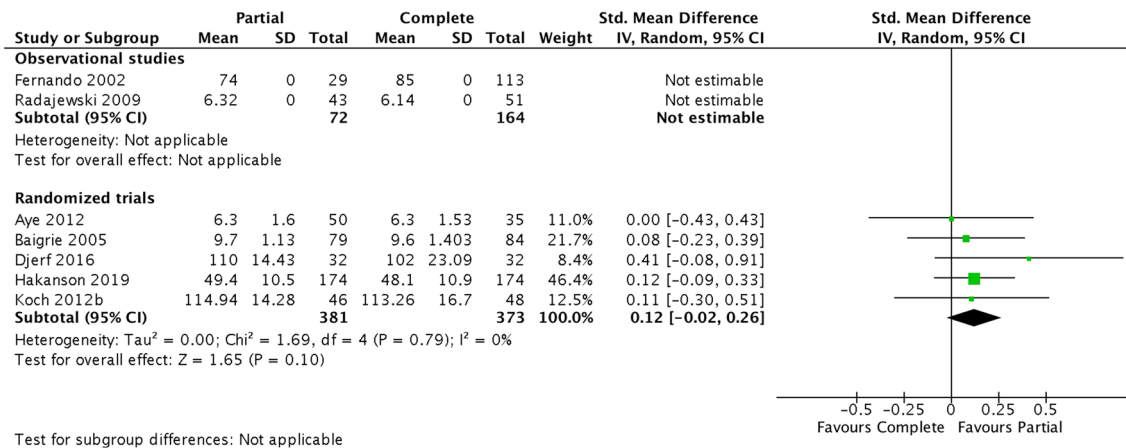 Partial Complete Std. Mean Difference Std. Mean Difference
Study or Subgroup Mean SD Total Mean SD Total Weight IV, Random, 95% CI IV, Random, 95% CI
Observational studies
Fernando 2002 74 0 29 85 0 113 Not estimable
Radajewski 2009 6.32 0 43 6.14 0 51 Not estimable
Subtotal (95% CI) 72 164 Not estimable
Heterogeneity: Not applicable
Test for overall effect: Not applicable
Randomized trials
Aye 2012 6.3 1.6 50 6.3 1.53 35 11.0% 0.00 [−0.43, 0.43]
Baigrie 2005 9.7 1.13 79 9.6 1.403 84 21.7% 0.08 [−0.23, 0.39]
Djerf 2016 110 14.43 32 102 23.09 32 8.4% 0.41 [−0.08, 0.91]
Hakanson 2019 49.4 10.5 174 48.1 10.9 174 46.4% 0.12 [−0.09, 0.33]
Koch 2012b 114.94 14.28 46 113.26 16.7 48 12.5% 0.11 [−0.30, 0.51]
Subtotal (95% CI) 381 373 100.0% 0.12 [−0.02, 0.26]
Heterogeneity: Tau² = 0.00; Chi² = 1.69, df = 4 (P = 0.79); I² = 0%
Test for overall effect: Z = 1.65 (P = 0.10)
−0.5 −0.25 0 0.25 0.5
Favours Complete Favours Partial
Test for subgroup differences: Not applicable